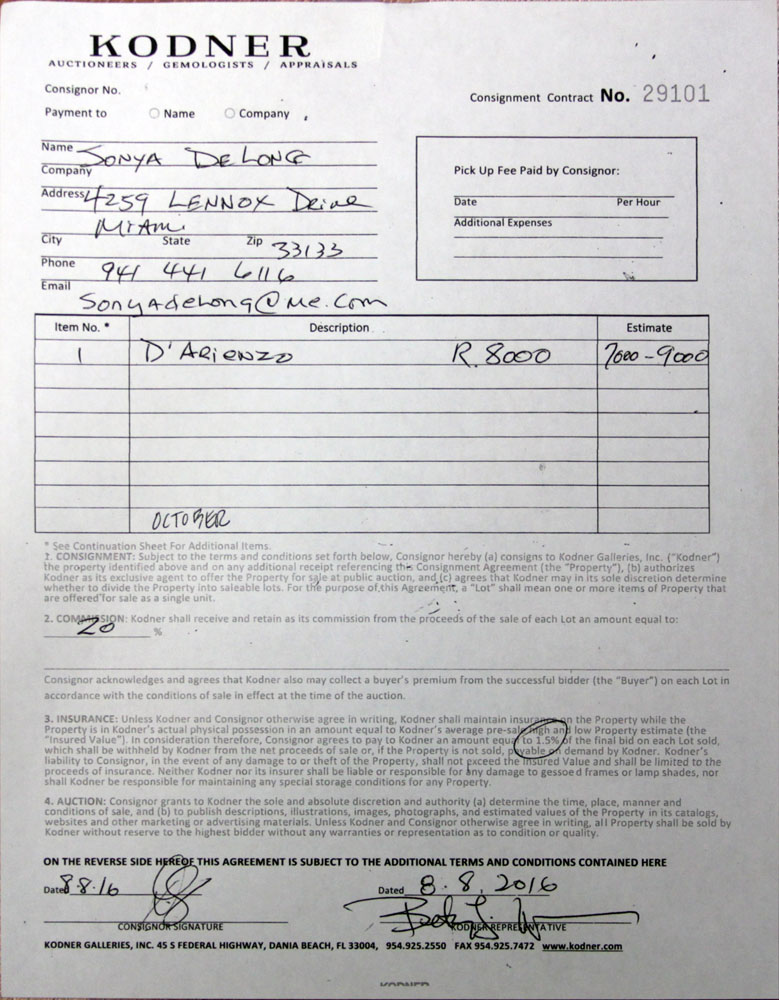 KODNER
AUCTIONEERS / GEMOLOGISTS / APPRAISALS
Consignor No.
Consignment Contract No. 29101
Payment to Name Company
Name SONYA DELONG
Company
Address 4259 LENNOX Drive
MIAMI
City State Zip 33133
Phone 941 441 6116
Email
Sonyadelong@me.com
Pick Up Fee Paid by Consignor:
Date Per Hour
Additional Expenses
Item No. * Description Estimate
1 D'ARIENZO R. 8000 7000-9000
OCTOBER
* See Continuation Sheet For Additional Items.
1. CONSIGNMENT: Subject to the terms and conditions set forth below, Consignor hereby (a) consigns to Kodner Galleries, Inc. ("Kodner")
the property identified above and on any additional receipt referencing this Consignment Agreement (the "Property"), (b) authorizes
Kodner as its exclusive agent to offer the Property for sale at public auction, and (c) agrees that Kodner may in its sole discretion determine
whether to divide the Property into saleable lots. For the purpose of this Agreement, a "Lot" shall mean one or more items of Property that
are offered for sale as a single unit.
2. COMMISSION: Kodner shall receive and retain as its commission from the proceeds of the sale of each Lot an amount equal to:
20 %
Consignor acknowledges and agrees that Kodner also may collect a buyer's premium from the successful bidder (the "Buyer") on each Lot in
accordance with the conditions of sale in effect at the time of the auction.
3. INSURANCE: Unless Kodner and Consignor otherwise agree in writing, Kodner shall maintain insurance on the Property while the
Property is in Kodner's actual physical possession in an amount equal to Kodner's average pre-sale high and low Property estimate (the
"Insured Value"). In consideration therefore, Consignor agrees to pay to Kodner an amount equal to 1.5% of the final bid on each Lot sold,
which shall be withheld by Kodner from the net proceeds of sale or, if the Property is not sold, payable on demand by Kodner. Kodner's
liability to Consignor, in the event of any damage to or theft of the Property, shall not exceed the Insured Value and shall be limited to the
proceeds of insurance. Neither Kodner nor its insurer shall be liable or responsible for any damage to gessoed frames or lamp shades, nor
shall Kodner be responsible for maintaining any special storage conditions for any Property.
4. AUCTION: Consignor grants to Kodner the sole and absolute discretion and authority (a) determine the time, place, manner and
conditions of sale, and (b) to publish descriptions, illustrations, images, photographs, and estimated values of the Property in its catalogs,
websites and other marketing or advertising materials. Unless Kodner and Consignor otherwise agree in writing, all Property shall be sold by
Kodner without reserve to the highest bidder without any warranties or representation as to condition or quality.
ON THE REVERSE SIDE HEREOF THIS AGREEMENT IS SUBJECT TO THE ADDITIONAL TERMS AND CONDITIONS CONTAINED HERE
Dated 8.8.16 Dated 8.8.2016
CONSIGNOR SIGNATURE KODNER REPRESENTATIVE
KODNER GALLERIES, INC. 45 S FEDERAL HIGHWAY, DANIA BEACH, FL 33004, 954.925.2550 FAX 954.925.7472 www.kodner.com